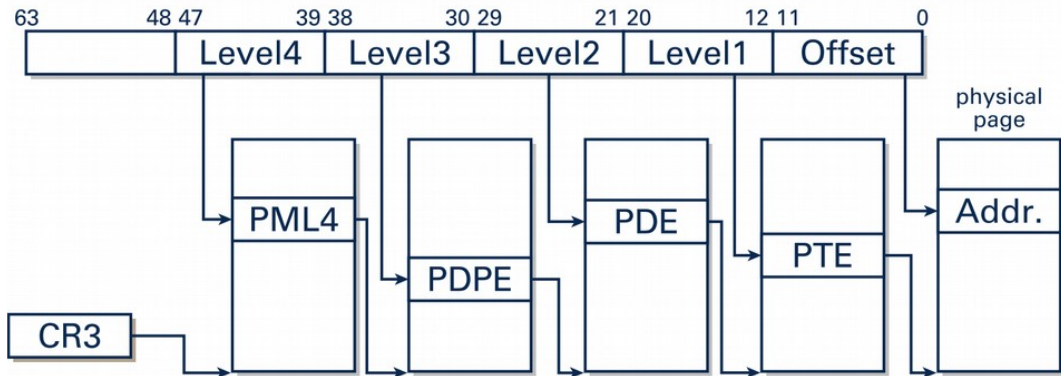 63 48 47 39 38 30 29 21 20 12 11 0
Level4 Level3 Level2 Level1 Offset
physical
page
PML4
PDPE
PDE
PTE
Addr.
CR3